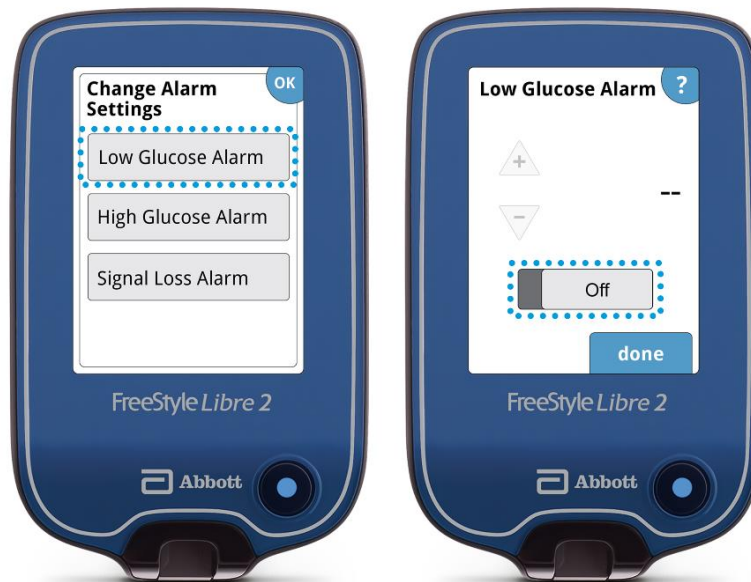 Change Alarm
Settings
OK
Low Glucose Alarm
High Glucose Alarm
Signal Loss Alarm
FreeStyle Libre 2
Abbott
Low Glucose Alarm
?
+
--
−
Off
done
FreeStyle Libre 2
Abbott